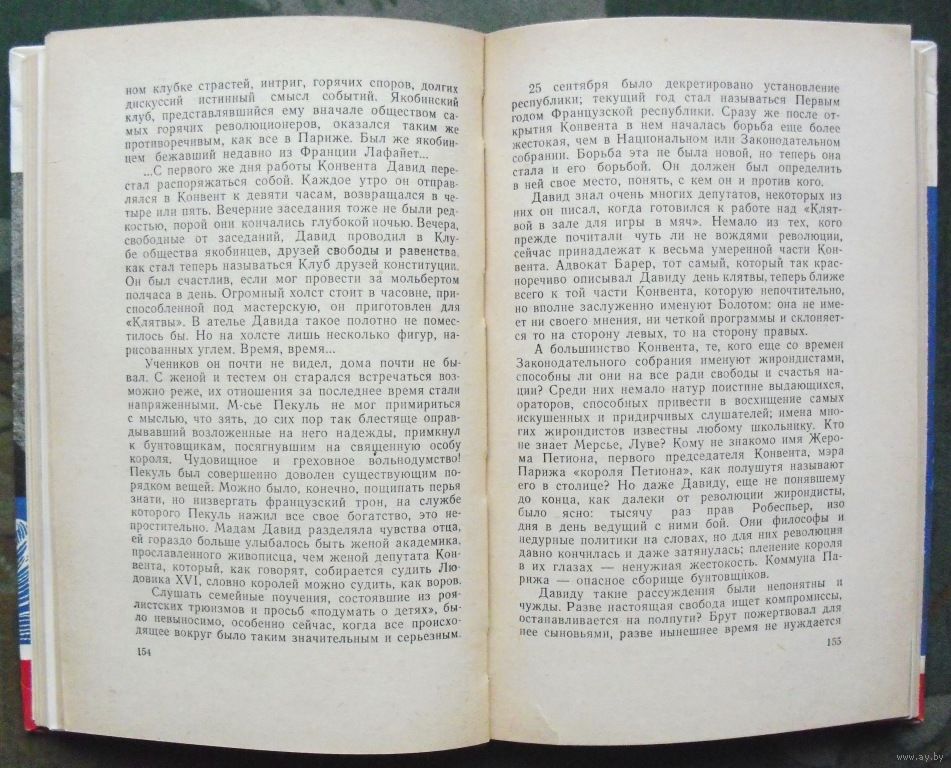 ном клубке страстей, интриг, горячих споров, долгих
дискуссий истинный смысл событий. Якобинский
клуб, представлявшийся ему вначале обществом са-
мых горячих революционеров, оказался таким же
противоречивым, как все в Париже. Был же якобин-
цем бежавший недавно из Франции Лафайет...
...С первого же дня работы Конвента Давид пере-
стал распоряжаться собой. Каждое утро он отправ-
лялся в Конвент к девяти часам, возвращался в че-
тыре или пять. Вечерние заседания тоже не были ред-
костью, порой они кончались глубокой ночью. Вечера,
свободные от заседаний, Давид проводил в Клу-
бе общества якобинцев, друзей свободы и равенства,
как стал теперь называться Клуб друзей конституции.
Он был счастлив, если мог провести за мольбертом
полчаса в день. Огромный холст стоит в часовне, при-
способленной под мастерскую, он приготовлен для
«Клятвы». В ателье Давида такое полотно не помес-
тилось бы. Но на холсте лишь несколько фигур, на-
рисованных углем. Время, время...
Учеников он почти не видел, дома почти не бы-
вал. С женой и тестем он старался встречаться воз-
можно реже, их отношения за последнее время стали
напряженными. М-сье Пекуль не мог примириться
с мыслью, что зять, до сих пор так блестяще оправ-
дывавший возложенные на него надежды, примкнул
к бунтовщикам, посягнувшим на священную особу
короля. Чудовищное и греховное вольнодумство!
Пекуль был совершенно доволен существующим по-
рядком вещей. Можно было, конечно, пощипать перья
знати, но низвергать французский трон, на службе
которого Пекуль нажил все свое богатство, это не-
простительно. Мадам Давид разделяла чувства отца,
ей гораздо больше улыбалось быть женой академика,
прославленного живописца, чем женой депутата Кон-
вента, который, как говорят, собирается судить Лю-
довика XVI, словно королей можно судить, как воров.
Слушать семейные поучения, состоявшие из роя-
листских трюизмов и просьб «подумать о детях», бы-
ло невыносимо, особенно сейчас, когда все происхо-
дящее вокруг было таким значительным и серьезным.
154
25 сентября было декретировано установление
республики; текущий год стал называться Первым
годом Французской республики. Сразу же после от-
крытия Конвента в нем началась борьба еще более
жестокая, чем в Национальном или Законодательном
собрании. Борьба эта не была новой, но теперь она
стала и его борьбой. Он должен был определить
в ней свое место, понять, с кем он и против кого.
Давид знал очень многих депутатов, некоторых из
них он писал, когда готовился к работе над «Клят-
вой в зале для игры в мяч». Немало из тех, кого
прежде почитали чуть ли не вождями революции,
сейчас принадлежат к весьма умеренной части Кон-
вента. Адвокат Барер, тот самый, который так крас-
норечиво описывал Давиду день клятвы, теперь ближе
всего к той части Конвента, которую непочтительно,
но вполне заслуженно именуют Болотом: она не име-
ет ни своего мнения, ни четкой программы и склоняет-
ся то на сторону левых, то на сторону правых.
А большинство Конвента, те, кого еще со времен
Законодательного собрания именуют жирондистами,
способны ли они на все ради свободы и счастья на-
ции? Среди них немало натур поистине выдающихся,
ораторов, способных привести в восхищение самых
искушенных и придирчивых слушателей; имена мно-
гих жирондистов известны любому школьнику. Кто
не знает Мерсье, Луве? Кому не знакомо имя Жеро-
ма Петиона, первого председателя Конвента, мэра
Парижа «короля Петиона», как полушутя называют
его в столице? Но даже Давиду, еще не понявшему
до конца, как далеки от революции жирондисты,
было ясно: тысячу раз прав Робеспьер, изо
дня в день ведущий с ними бой. Они философы и
недурные политики на словах, но для них революция
давно кончилась и даже затянулась; пленение короля
в их глазах — ненужная жестокость. Коммуна Па-
рижа — опасное сборище бунтовщиков.
Давиду такие рассуждения были непонятны и
чужды. Разве настоящая свобода ищет компромиссы,
останавливается на полпути? Брут пожертвовал для
нее сыновьями, разве нынешнее время не нуждается
155
www.ay.by